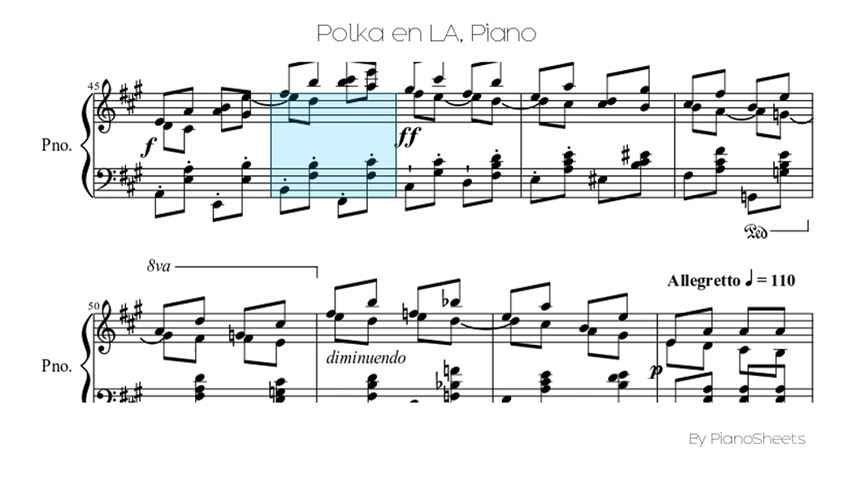 Polka en LA, Piano
45
Pno.
f
ff
Ped
8va
Allegretto ♩ = 110
50
Pno.
diminuendo
p
By PianoSheets